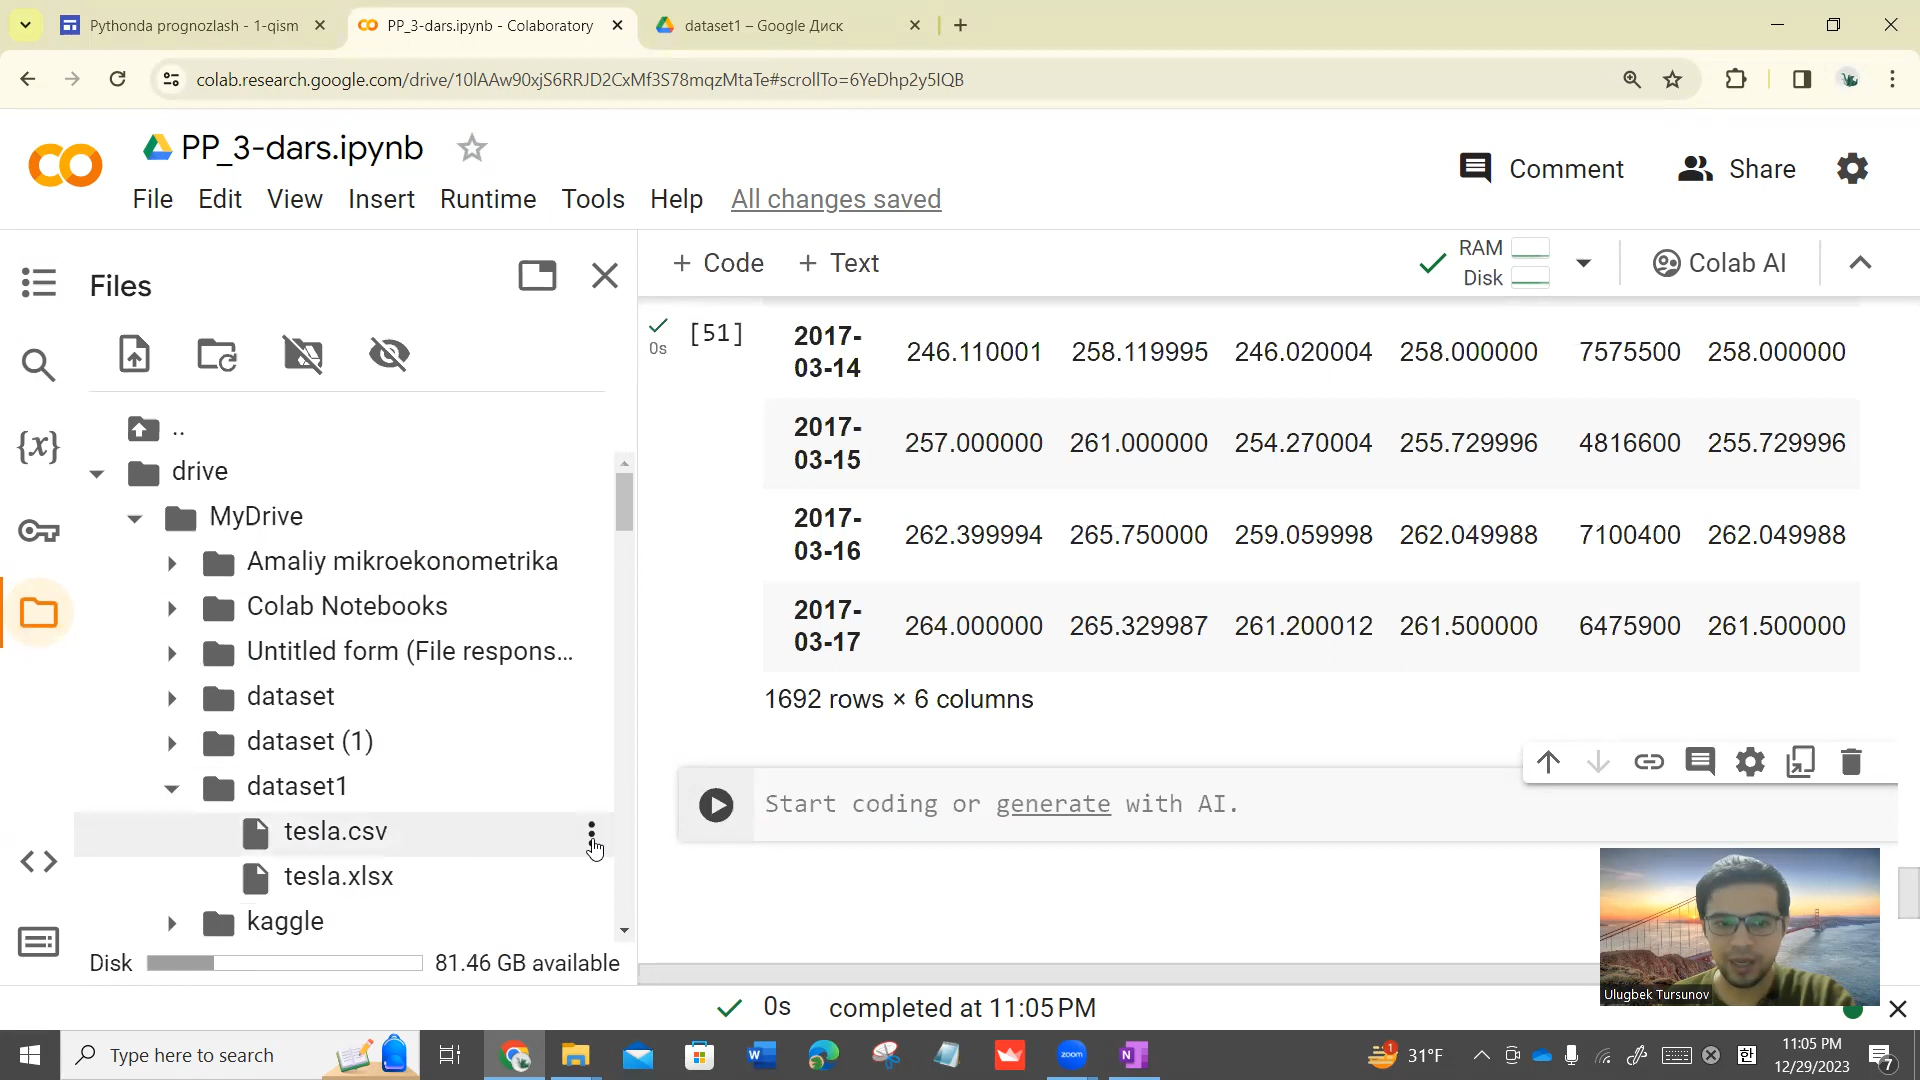 Pythonda prognozlash - 1-qism
PP_3-dars.ipynb - Colaboratory
dataset1 – Google Диск
colab.research.google.com/drive/10lAAw90xjS6RRJD2CxMf3S78mqzMtaTe#scrollTo=6YeDhp2y5IQB
PP_3-dars.ipynb
Comment
Share
File Edit View Insert Runtime Tools Help All changes saved
Files
+ Code + Text
RAM
Disk
Colab AI
{x}
..
drive
MyDrive
Amaliy mikroekonometrika
Colab Notebooks
Untitled form (File respons...
dataset
dataset (1)
dataset1
tesla.csv
tesla.xlsx
kaggle
Disk 81.46 GB available
0s
[51]
2017-
03-14 246.110001 258.119995 246.020004 258.000000 7575500 258.000000
2017-
03-15 257.000000 261.000000 254.270004 255.729996 4816600 255.729996
2017-
03-16 262.399994 265.750000 259.059998 262.049988 7100400 262.049988
2017-
03-17 264.000000 265.329987 261.200012 261.500000 6475900 261.500000
1692 rows × 6 columns
Start coding or generate with AI.
Ulugbek Tursunov
0s completed at 11:05 PM
Type here to search
zoom
31°F
한
11:05 PM
12/29/2023
7